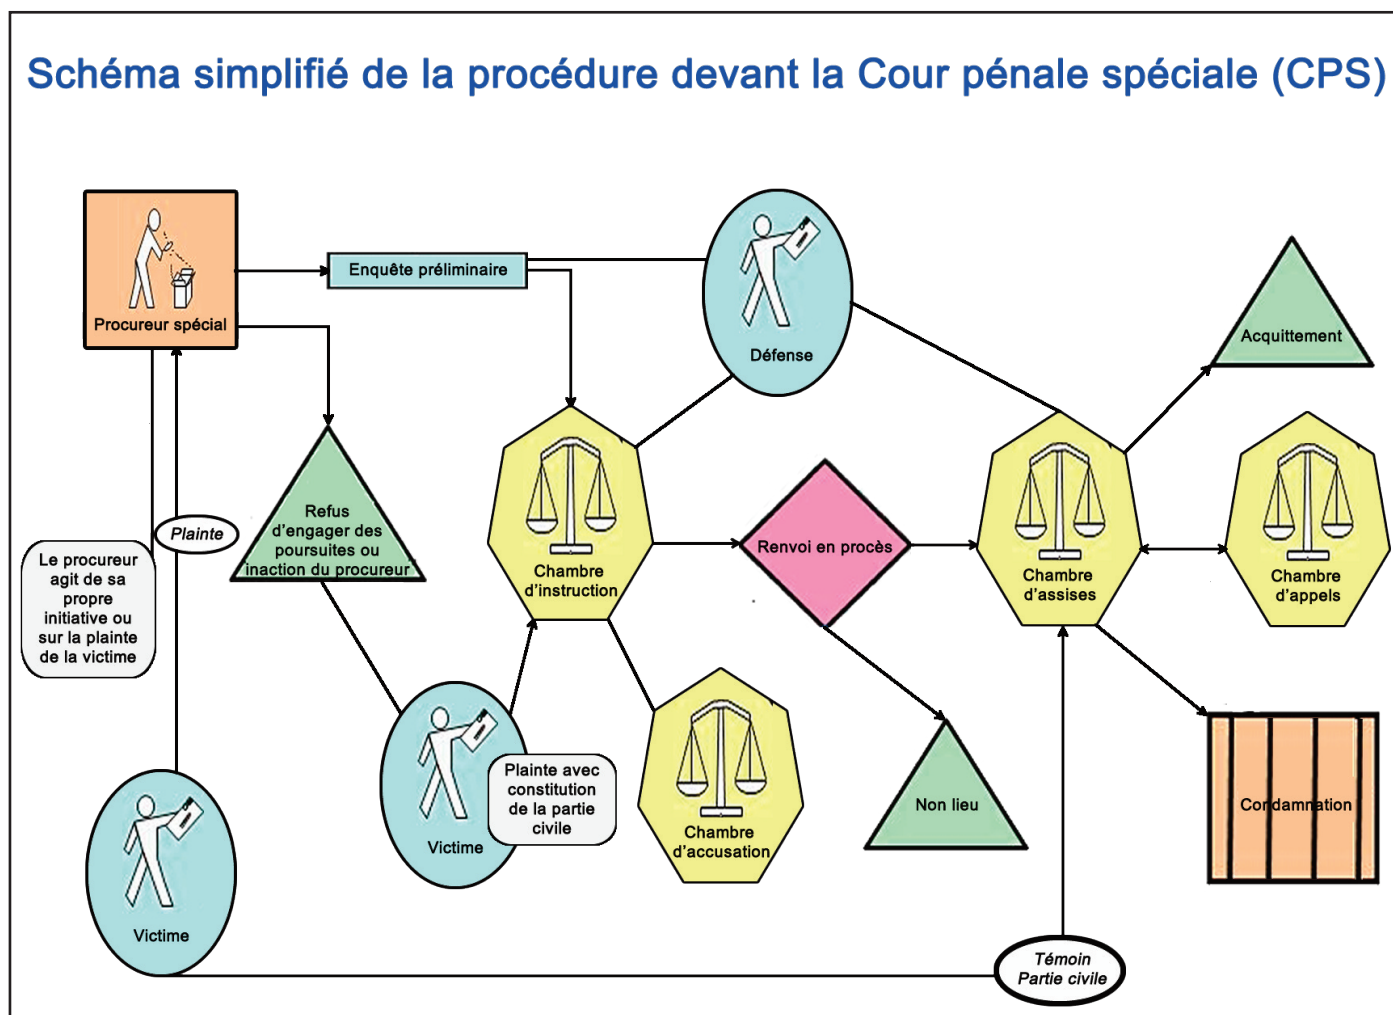 Schéma simplifié de la procédure devant la Cour pénale spéciale (CPS)
Procureur spécial
Enquête préliminaire
Défense
Acquittement
Refus
d'engager des
poursuites ou
inaction du procureur
Plainte
Le procureur
agit de sa
propre
initiative ou
sur la plainte
de la victime
Chambre
d'instruction
Renvoi en procès
Chambre
d'assises
Chambre
d'appels
Victime
Plainte avec
constitution
de la partie
civile
Chambre
d'accusation
Non lieu
Condamnation
Victime
Témoin
Partie civile